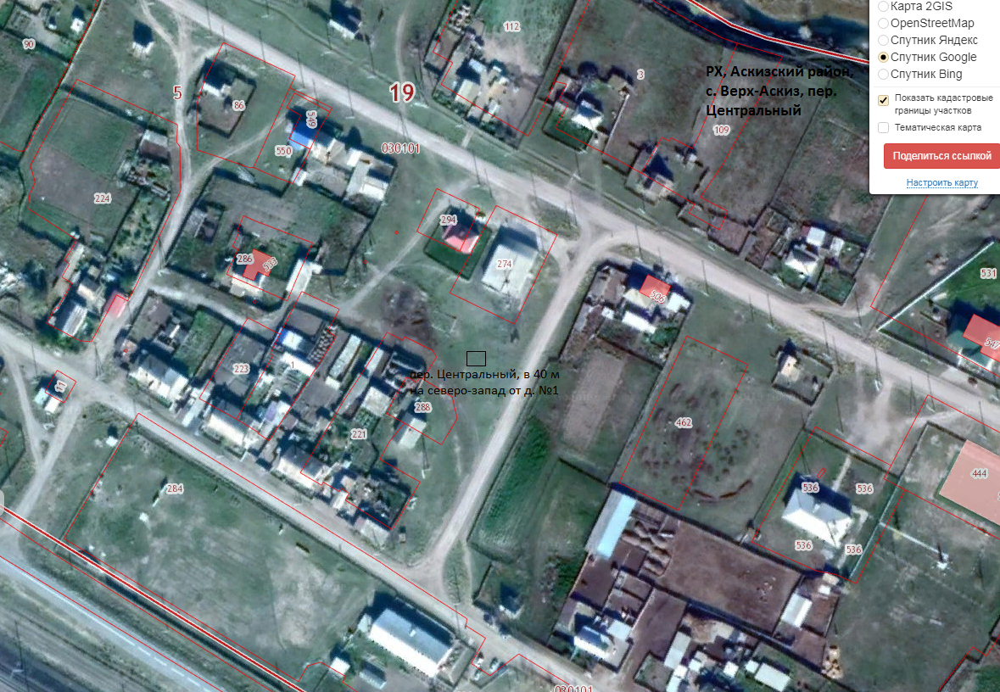 Карта 2GIS
OpenStreetMap
Спутник Яндекс
Спутник Google
Спутник Bing
Показать кадастровые
границы участков
Тематическая карта
Поделиться ссылкой
Настроить карту
РХ, Аскизский район,
с. Верх-Аскиз, пер.
Центральный
90
5
19
112
3
86
549
550
030101
109
224
294
286
533
274
531
506
547
223
1
11
пер. Центральный, в 40 м
на северо-запад от д. №1
288
221
462
284
444
536
536
536
536
030101